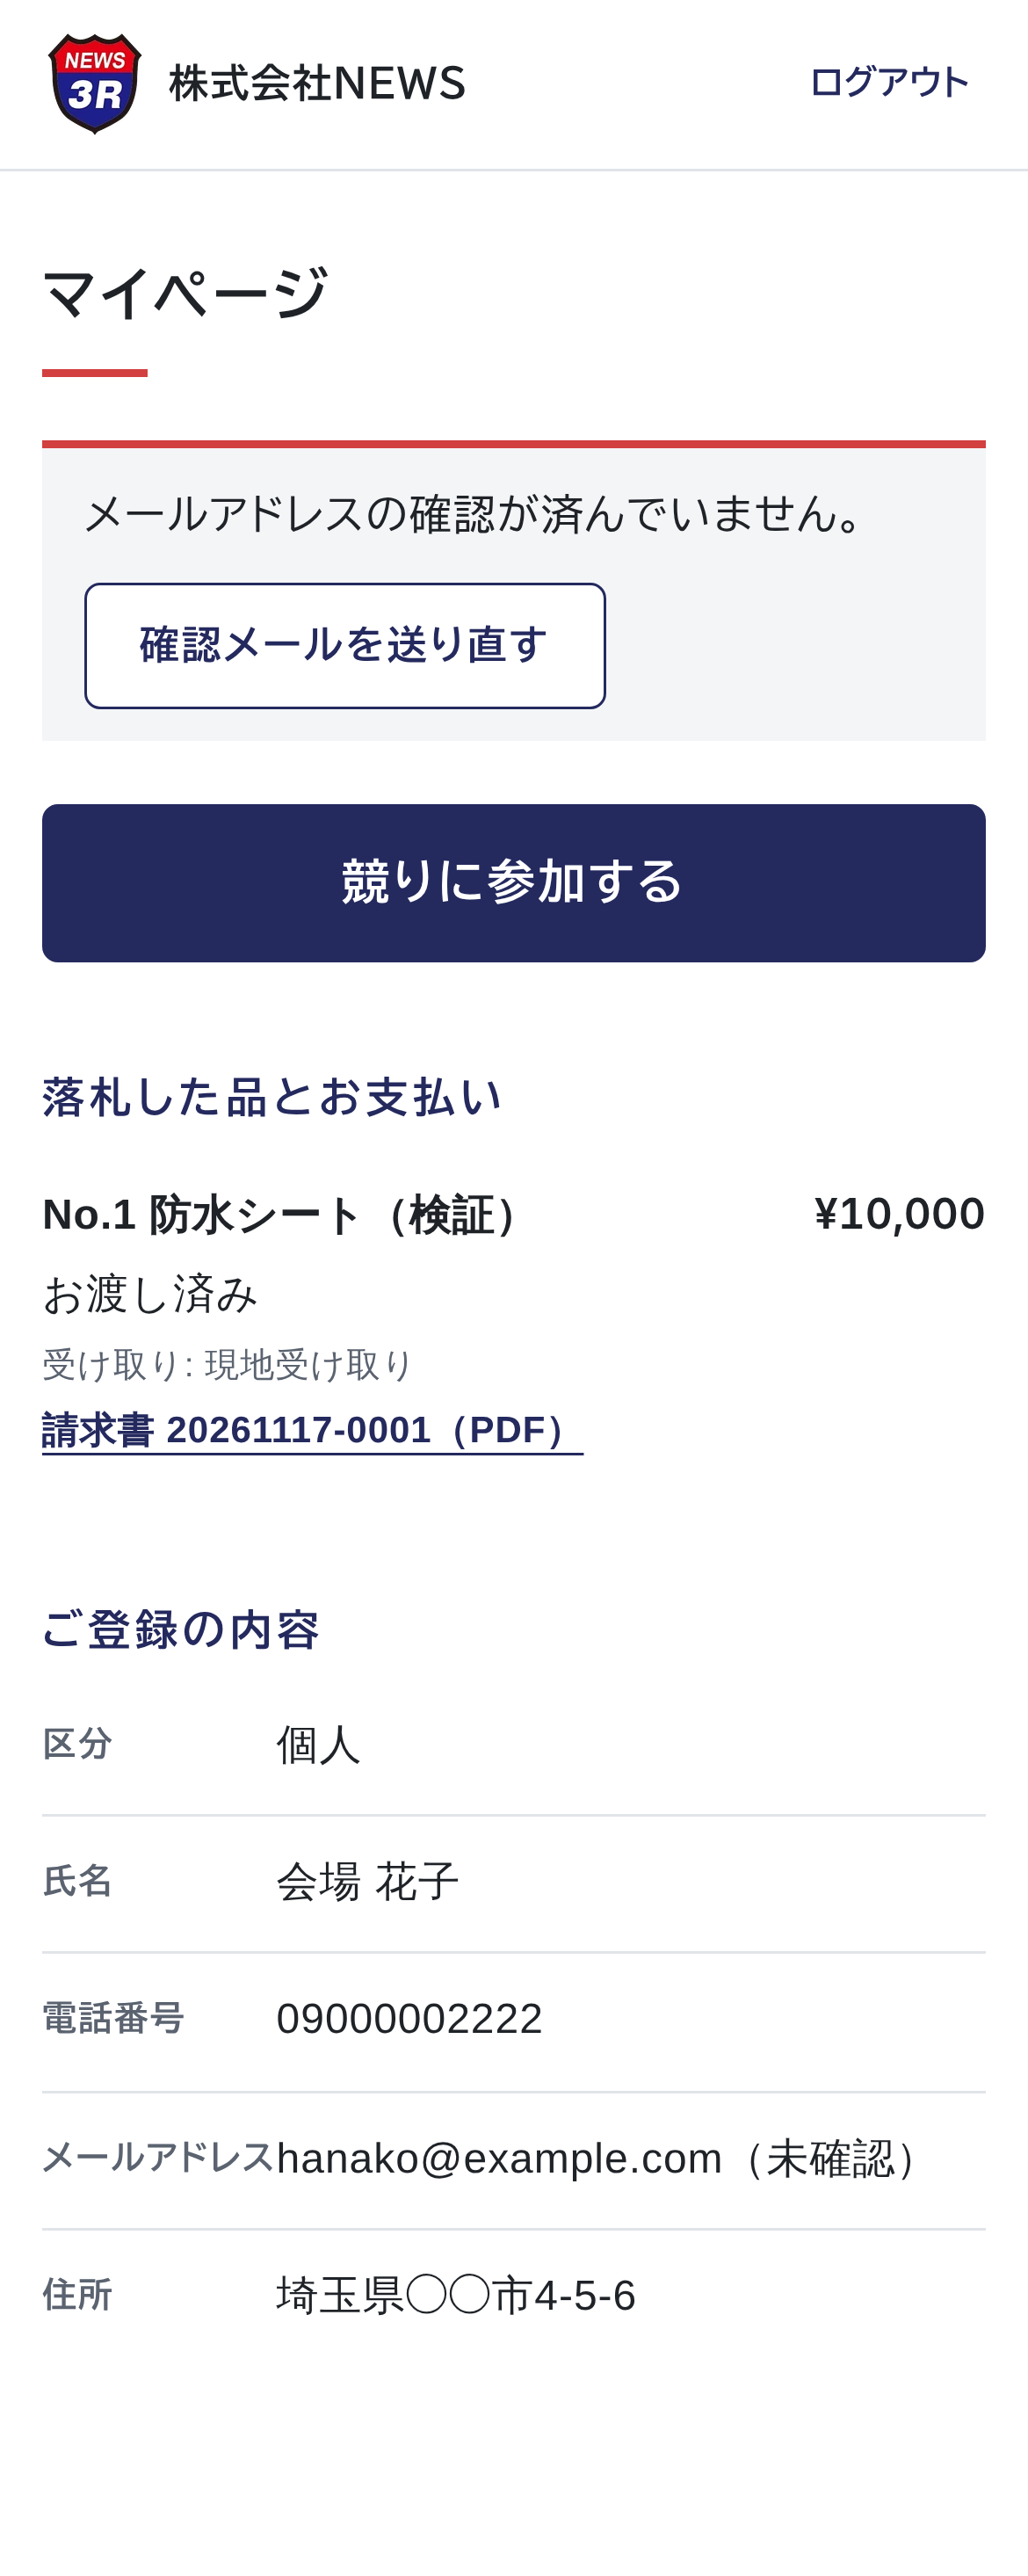 NEWS
3R
株式会社NEWS
ログアウト
マイページ
メールアドレスの確認が済んでいません。
確認メールを送り直す
競りに参加する
落札した品とお支払い
No.1 防水シート（検証） ¥10,000
お渡し済み
受け取り: 現地受け取り
請求書 20261117-0001（PDF）
ご登録の内容
区分 個人
氏名 会場 花子
電話番号 09000002222
メールアドレス hanako@example.com（未確認）
住所 埼玉県◯◯市4-5-6